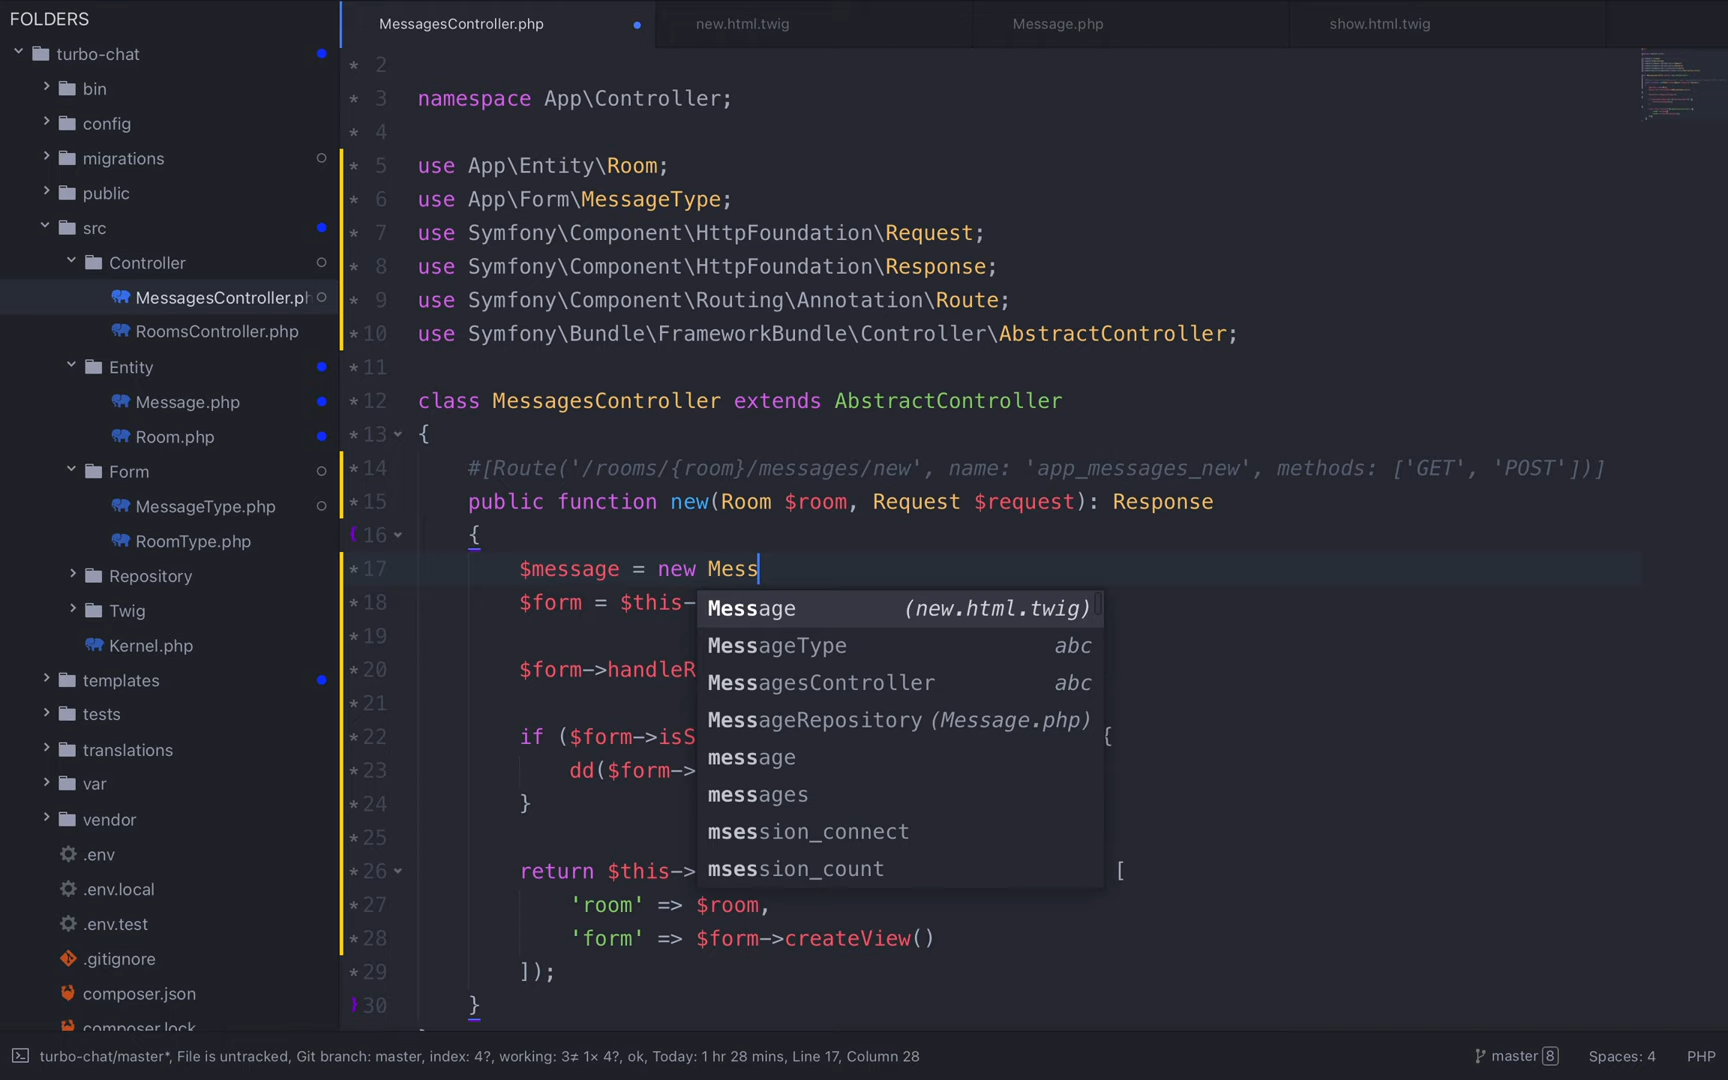 FOLDERS
turbo-chat
bin
config
migrations
public
src
Controller
MessagesController.ph
RoomsController.php
Entity
Message.php
Room.php
Form
MessageType.php
RoomType.php
Repository
Twig
Kernel.php
templates
tests
translations
var
vendor
.env
.env.local
.env.test
.gitignore
composer.json
composer.lock
MessagesController.php
new.html.twig
Message.php
show.html.twig
* 2
* 3 namespace App\Controller;
* 4
* 5 use App\Entity\Room;
* 6 use App\Form\MessageType;
* 7 use Symfony\Component\HttpFoundation\Request;
* 8 use Symfony\Component\HttpFoundation\Response;
* 9 use Symfony\Component\Routing\Annotation\Route;
* 10 use Symfony\Bundle\FrameworkBundle\Controller\AbstractController;
* 11
* 12 class MessagesController extends AbstractController
* 13 {
* 14 #[Route('/rooms/{room}/messages/new', name: 'app_messages_new', methods: ['GET', 'POST'])]
* 15 public function new(Room $room, Request $request): Response
{ 16 {
* 17 $message = new Mess
* 18 $form = $this-
* 19
* 20 $form->handleR
* 21
* 22 if ($form->isS {
* 23 dd($form->
* 24 }
* 25
* 26 return $this-> [
* 27 'room' => $room,
* 28 'form' => $form->createView()
* 29 ]);
} 30 }
Message (new.html.twig)
MessageType abc
MessagesController abc
MessageRepository (Message.php)
message
messages
msession_connect
msession_count
turbo-chat/master*, File is untracked, Git branch: master, index: 4?, working: 3≠ 1× 4?, ok, Today: 1 hr 28 mins, Line 17, Column 28
master 8
Spaces: 4
PHP